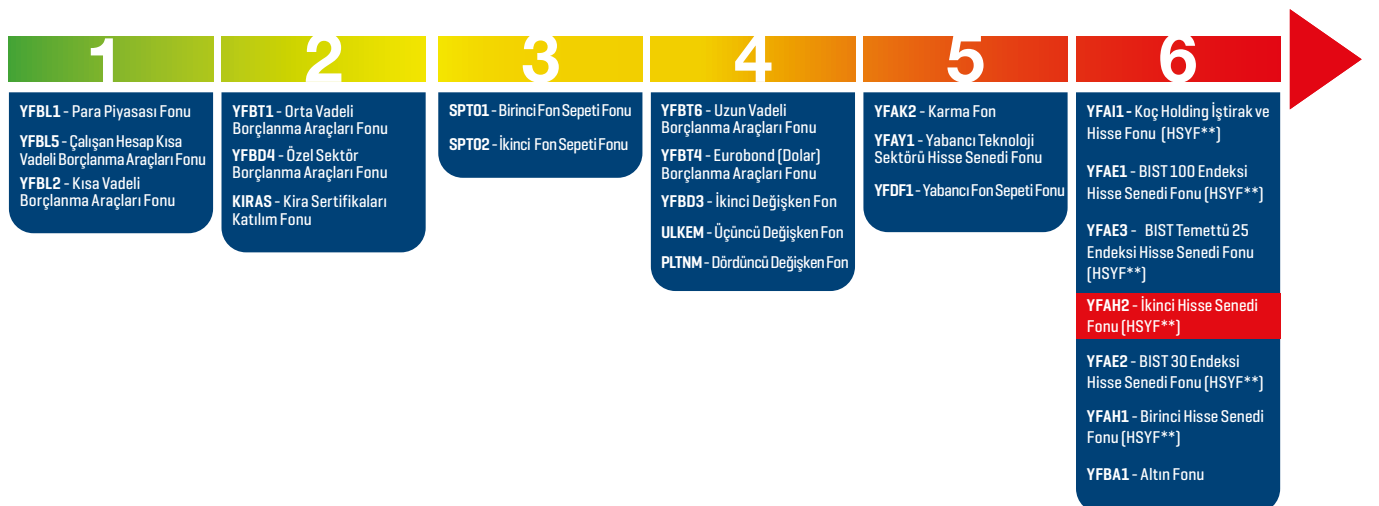 1
YFBL1 - Para Piyasası Fonu
YFBL5 - Çalışan Hesap Kısa
Vadeli Borçlanma Araçları Fonu
YFBL2 - Kısa Vadeli
Borçlanma Araçları Fonu
2
YFBT1 - Orta Vadeli
Borçlanma Araçları Fonu
YFBD4 - Özel Sektör
Borçlanma Araçları Fonu
KIRAS - Kira Sertifikaları
Katılım Fonu
3
SPT01 - Birinci Fon Sepeti Fonu
SPT02 - İkinci Fon Sepeti Fonu
4
YFBT6 - Uzun Vadeli
Borçlanma Araçları Fonu
YFBT4 - Eurobond (Dolar)
Borçlanma Araçları Fonu
YFBD3 - İkinci Değişken Fon
ULKEM - Üçüncü Değişken Fon
PLTNM - Dördüncü Değişken Fon
5
YFAK2 - Karma Fon
YFAY1 - Yabancı Teknoloji
Sektörü Hisse Senedi Fonu
YFDF1 - Yabancı Fon Sepeti Fonu
6
YFAI1 - Koç Holding İştirak ve
Hisse Fonu (HSYF**)
YFAE1 - BIST 100 Endeksi
Hisse Senedi Fonu (HSYF**)
YFAE3 - BIST Temettü 25
Endeksi Hisse Senedi Fonu
(HSYF**)
YFAH2 - İkinci Hisse Senedi
Fonu (HSYF**)
YFAE2 - BIST 30 Endeksi
Hisse Senedi Fonu (HSYF**)
YFAH1 - Birinci Hisse Senedi
Fonu (HSYF**)
YFBA1 - Altın Fonu